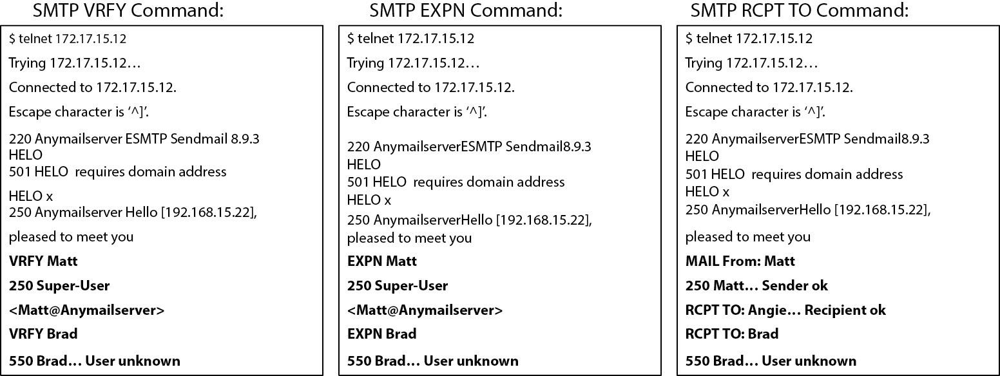 SMTP VRFY Command:
$ telnet 172.17.15.12
Trying 172.17.15.12…
Connected to 172.17.15.12.
Escape character is ‘^]’.
220 Anymailserver ESMTP Sendmail 8.9.3
HELO
501 HELO  requires domain address
HELO x
250 Anymailserver Hello [192.168.15.22],
pleased to meet you
VRFY Matt
250 Super-User
<Matt@Anymailserver>
VRFY Brad
550 Brad… User unknown
SMTP EXPN Command:
$ telnet 172.17.15.12
Trying 172.17.15.12…
Connected to 172.17.15.12.
Escape character is ‘^]’.
220 AnymailserverESMTP Sendmail8.9.3
HELO
501 HELO  requires domain address
HELO x
250 AnymailserverHello [192.168.15.22],
pleased to meet you
EXPN Matt
250 Super-User
<Matt@Anymailserver>
EXPN Brad
550 Brad… User unknown
SMTP RCPT TO Command:
$ telnet 172.17.15.12
Trying 172.17.15.12…
Connected to 172.17.15.12.
Escape character is ‘^]’.
220 AnymailserverESMTP Sendmail8.9.3
HELO
501 HELO  requires domain address
HELO x
250 AnymailserverHello [192.168.15.22],
pleased to meet you
MAIL From: Matt
250 Matt… Sender ok
RCPT TO: Angie… Recipient ok
RCPT TO: Brad
550 Brad… User unknown